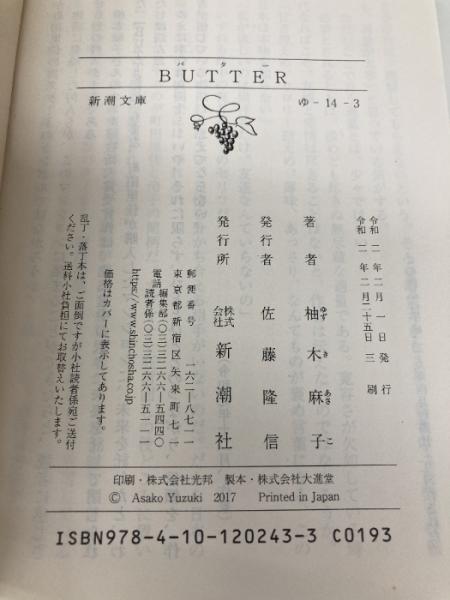 バター
BUTTER
新潮文庫
ゆ-14-3
令和二年二月一日発行
令和二年二月二十五日三刷
著者 柚木麻子
ゆずきあさこ
発行者 佐藤隆信
発行所 株式会社 新潮社
郵便番号 一六二―八七一一
東京都新宿区矢来町七一
電話 編集部(〇三)三二六六―五四四〇
読者係(〇三)三二六六―五一一一
https://www.shinchosha.co.jp
価格はカバーに表示してあります。
乱丁・落丁本は、ご面倒ですが小社読者係宛ご送付
ください。送料小社負担にてお取替えいたします。
印刷・株式会社光邦 製本・株式会社大進堂
© Asako Yuzuki 2017 Printed in Japan
ISBN978-4-10-120243-3 C0193